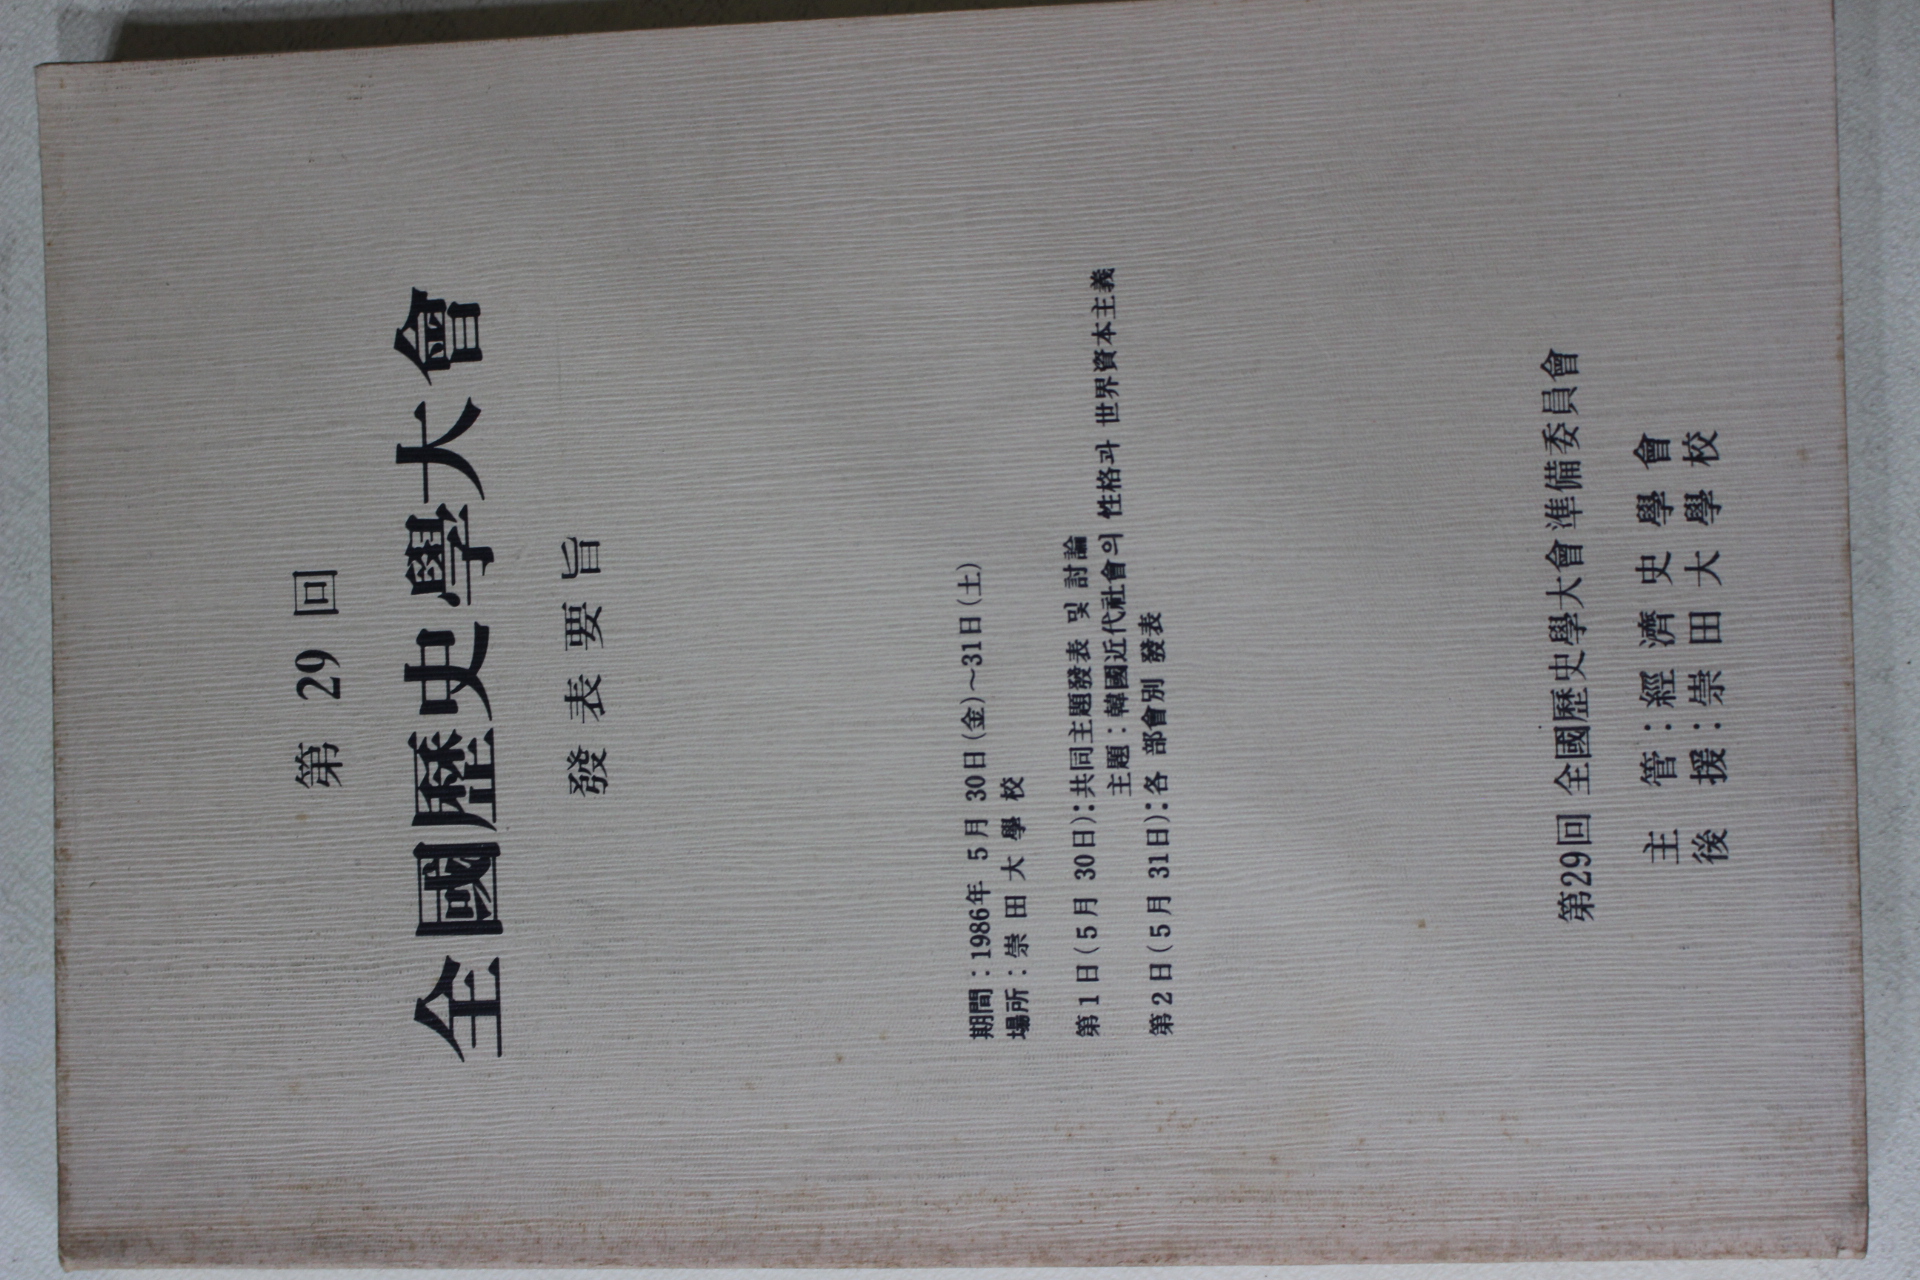 第 29 回
全國歷史學大會
發表要旨
期間：1986年 5月 30日(金)～31日(土)
場所：崇田大學校
第1日(5月 30日)：共同主題發表 및 討論
主題：韓國近代社會의 性格과 世界資本主義
第2日(5月 31日)：各 部會別 發表
第29回 全國歷史學大會準備委員會
主 管：經濟史學會
後 援：崇田大學校